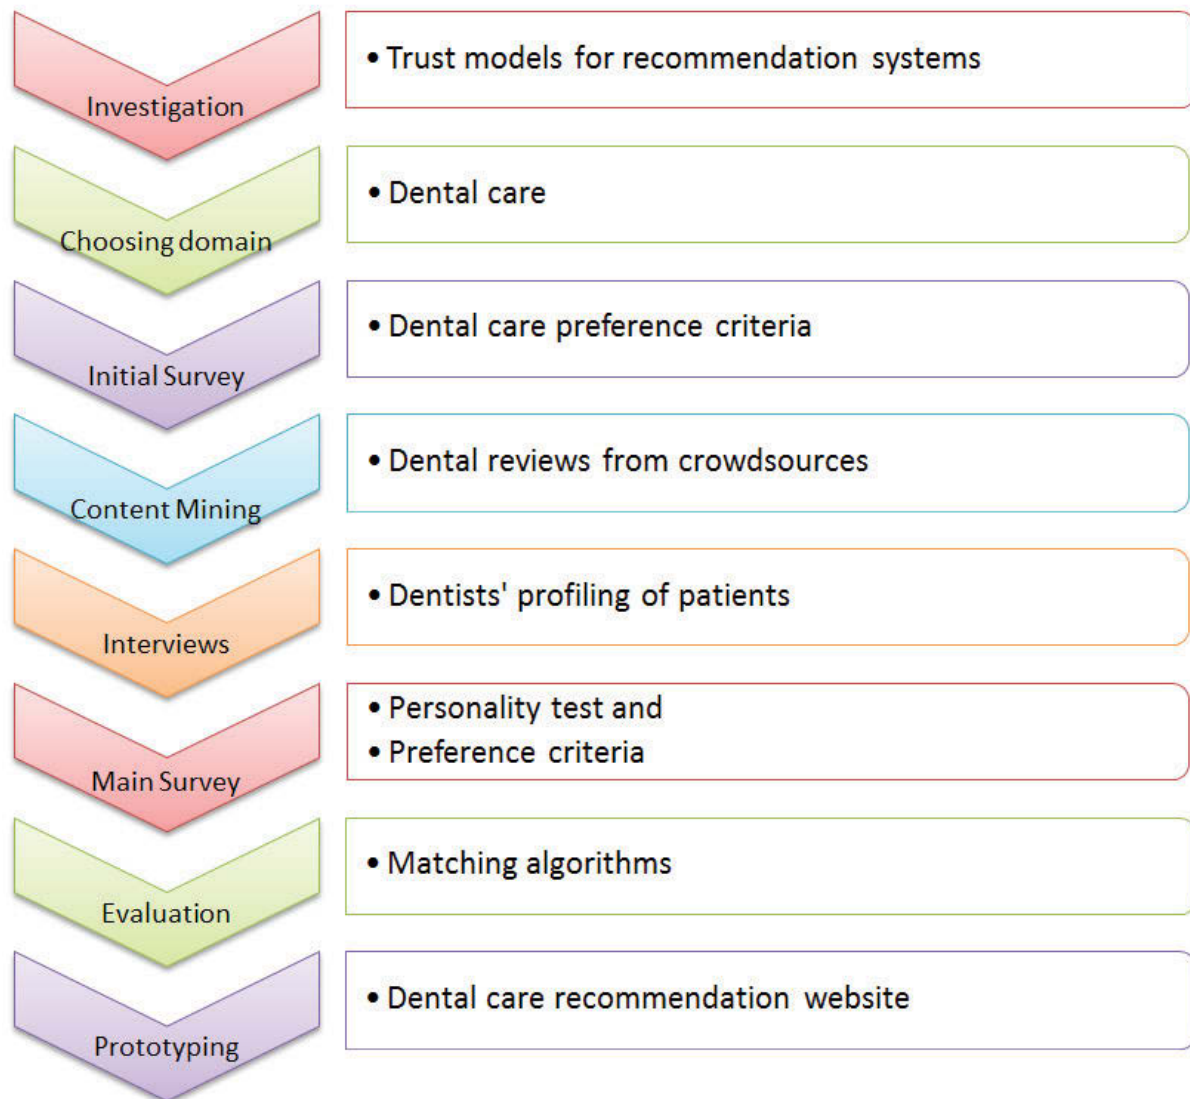 Investigation
• Trust models for recommendation systems
Choosing domain
• Dental care
Initial Survey
• Dental care preference criteria
Content Mining
• Dental reviews from crowdsources
Interviews
• Dentists' profiling of patients
Main Survey
• Personality test and
• Preference criteria
Evaluation
• Matching algorithms
Prototyping
• Dental care recommendation website